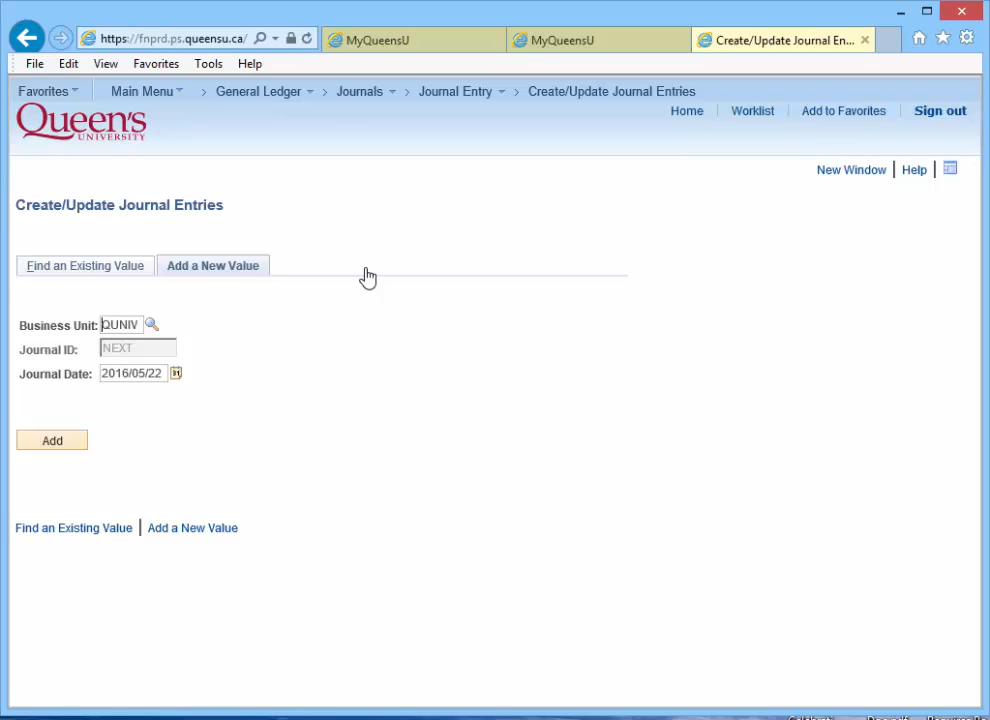 https://fnprd.ps.queensu.ca/ MyQueensU MyQueensU Create/Update Journal En...
File Edit View Favorites Tools Help
Favorites Main Menu > General Ledger > Journals > Journal Entry > Create/Update Journal Entries
Home Worklist Add to Favorites Sign out
Queen's
UNIVERSITY
New Window Help
Create/Update Journal Entries
Find an Existing Value Add a New Value
Business Unit: QUNIV
Journal ID: NEXT
Journal Date: 2016/05/22
Add
Find an Existing Value Add a New Value